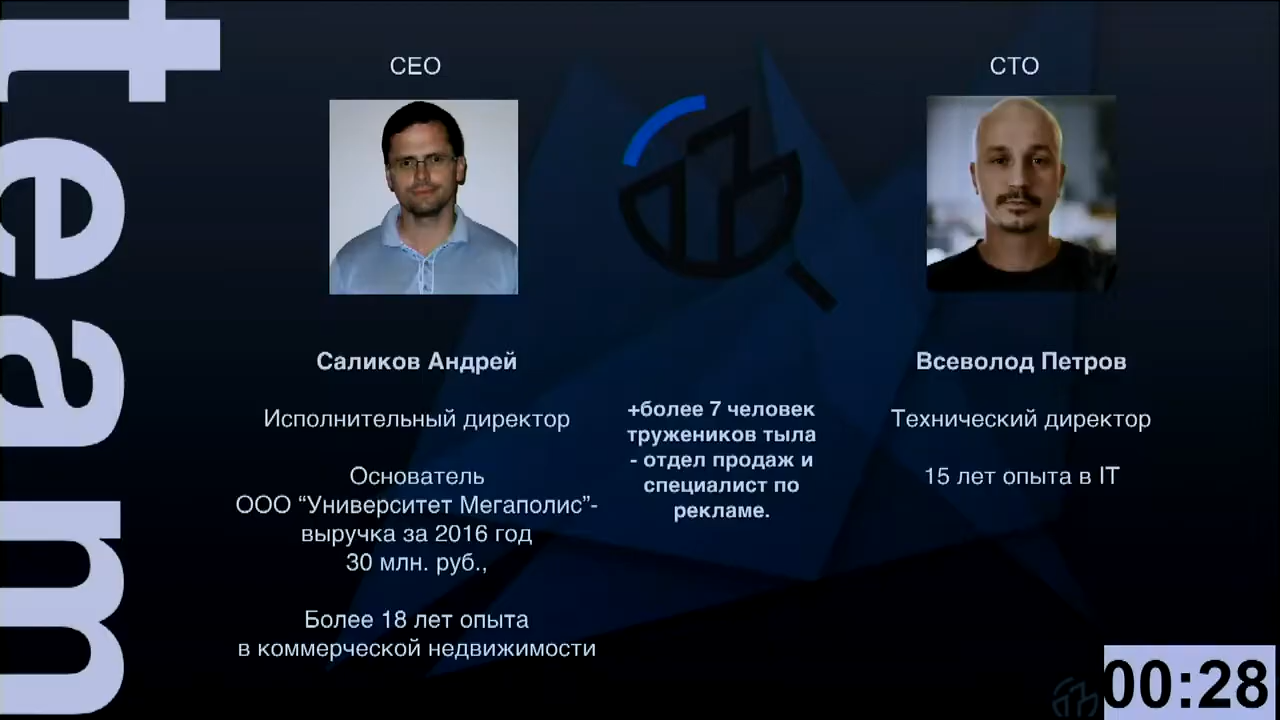 team
CEO
Саликов Андрей
Исполнительный директор
Основатель
ООО “Университет Мегаполис”-
выручка за 2016 год
30 млн. руб.,
Более 18 лет опыта
в коммерческой недвижимости
+более 7 человек
тружеников тыла
- отдел продаж и
специалист по
рекламе.
CTO
Всеволод Петров
Технический директор
15 лет опыта в IT
00:28